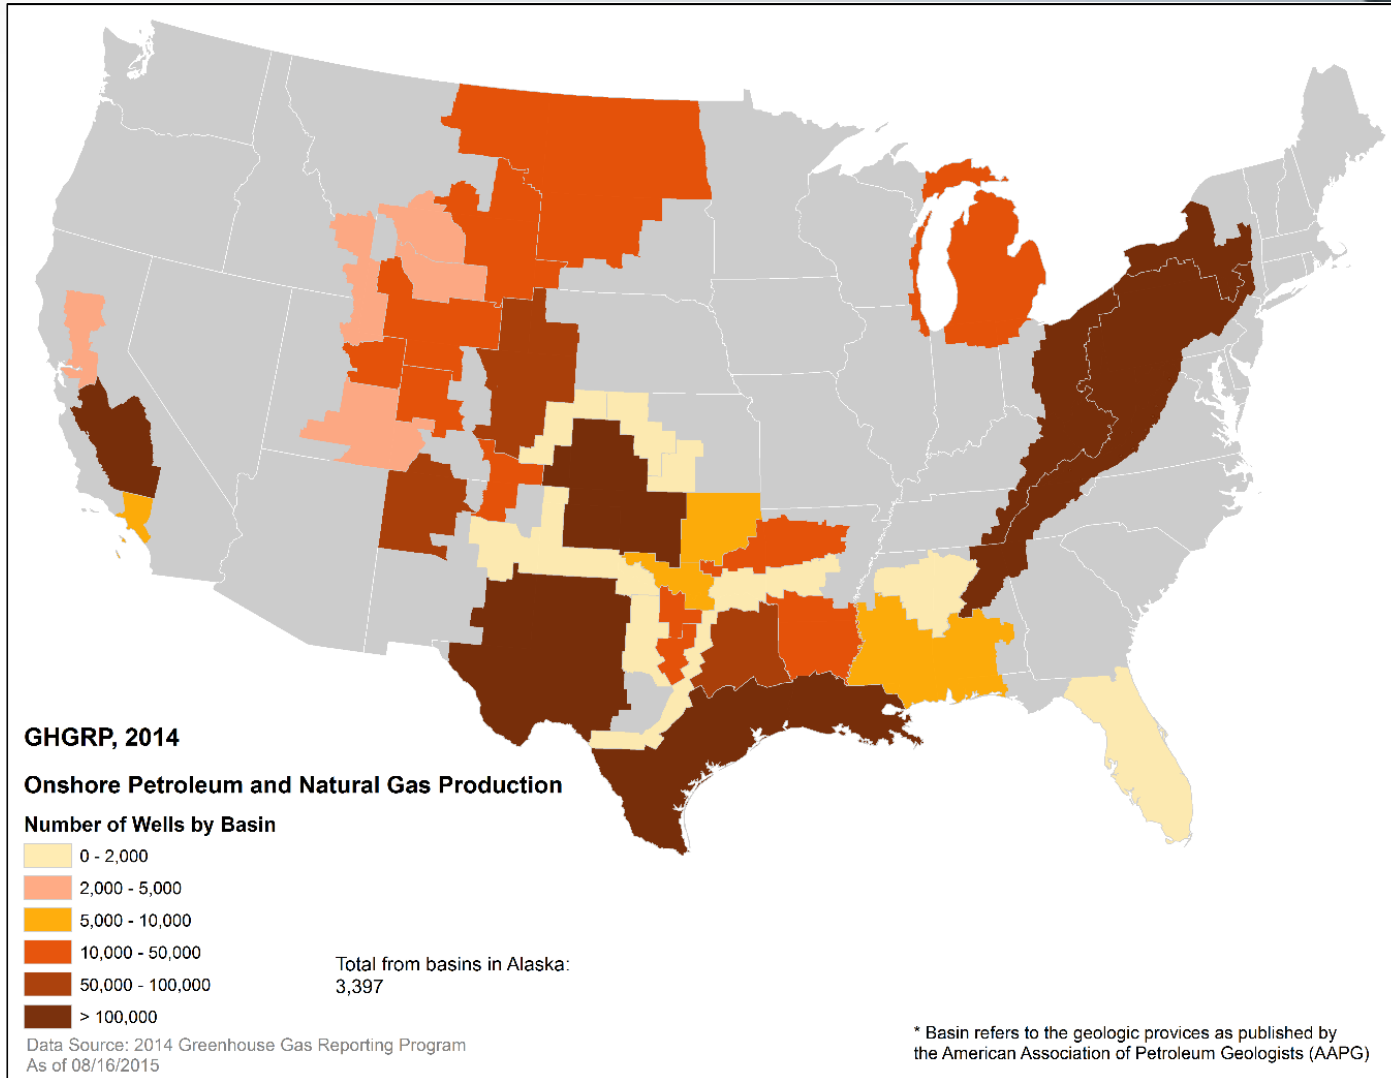 GHGRP, 2014
Onshore Petroleum and Natural Gas Production
Number of Wells by Basin
0 - 2,000
2,000 - 5,000
5,000 - 10,000
10,000 - 50,000
50,000 - 100,000
> 100,000
Total from basins in Alaska:
3,397
Data Source: 2014 Greenhouse Gas Reporting Program
As of 08/16/2015
* Basin refers to the geologic provices as published by
the American Association of Petroleum Geologists (AAPG)